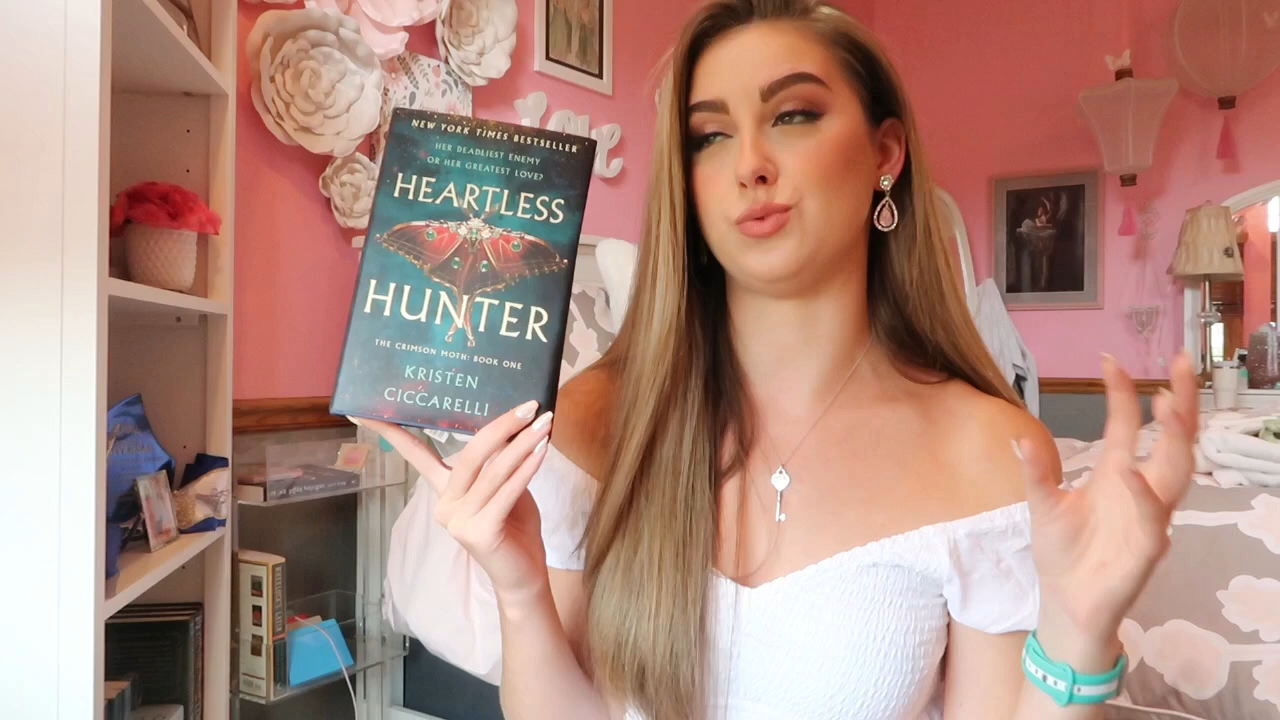 NEW YORK TIMES BESTSELLER
HER DEADLIEST ENEMY
OR HER GREATEST LOVE?
HEARTLESS
HUNTER
THE CRIMSON MOTH: BOOK ONE
KRISTEN
CICCARELLI
love